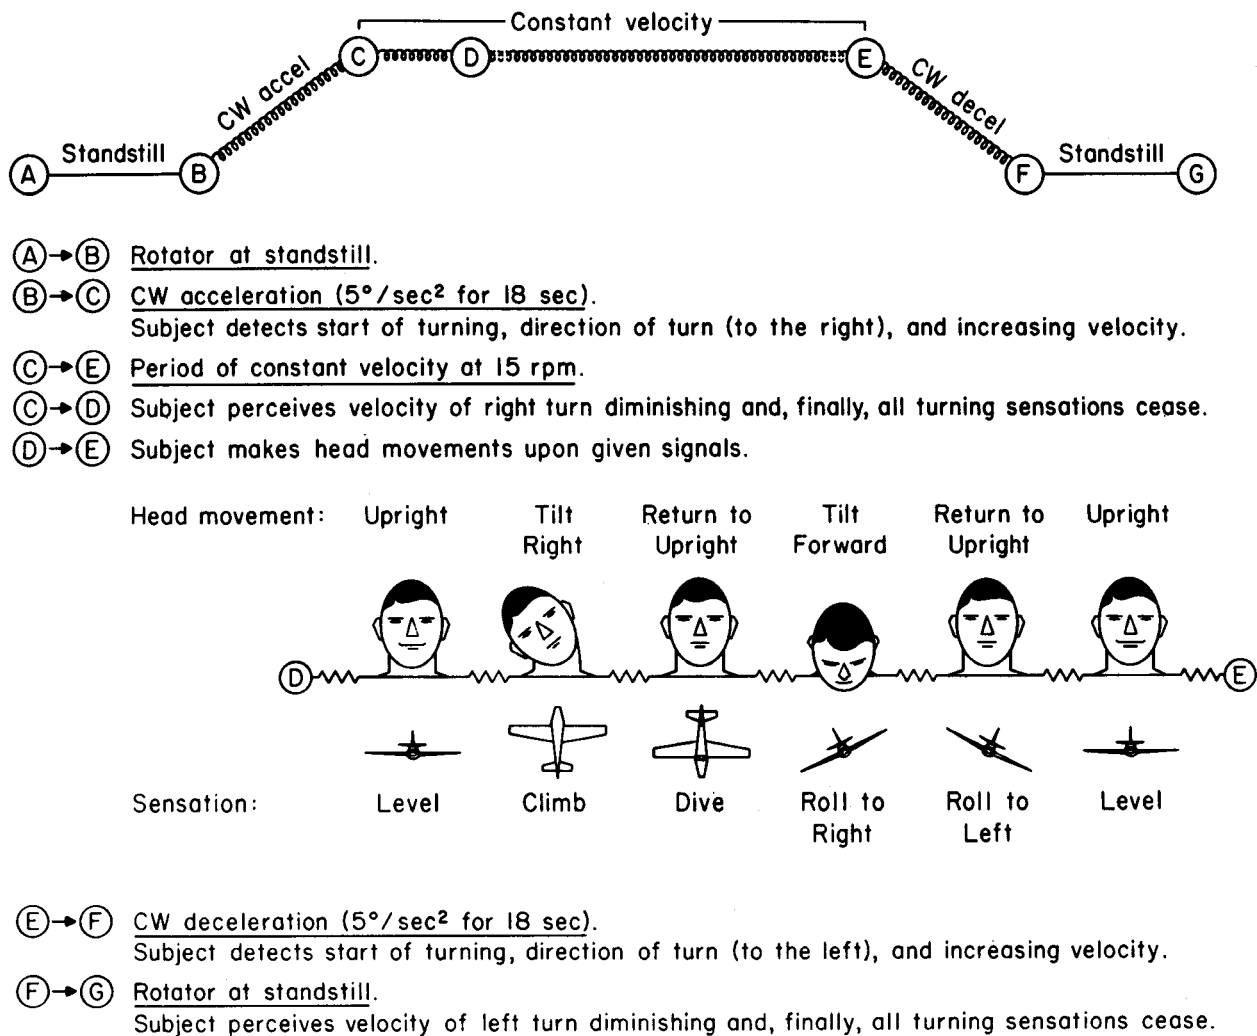 Constant velocity
C D E
CW accel
CW decel
Standstill
Standstill
A B F G
A→B Rotator at standstill.
B→C CW acceleration (5°/sec² for 18 sec).
Subject detects start of turning, direction of turn (to the right), and increasing velocity.
C→E Period of constant velocity at 15 rpm.
C→D Subject perceives velocity of right turn diminishing and, finally, all turning sensations cease.
D→E Subject makes head movements upon given signals.
Head movement: Upright Tilt Return to Tilt Return to Upright
Right Upright Forward Upright
D E
Sensation: Level Climb Dive Roll to Roll to Level
Right Left
E→F CW deceleration (5°/sec² for 18 sec).
Subject detects start of turning, direction of turn (to the left), and increasing velocity.
F→G Rotator at standstill.
Subject perceives velocity of left turn diminishing and, finally, all turning sensations cease.